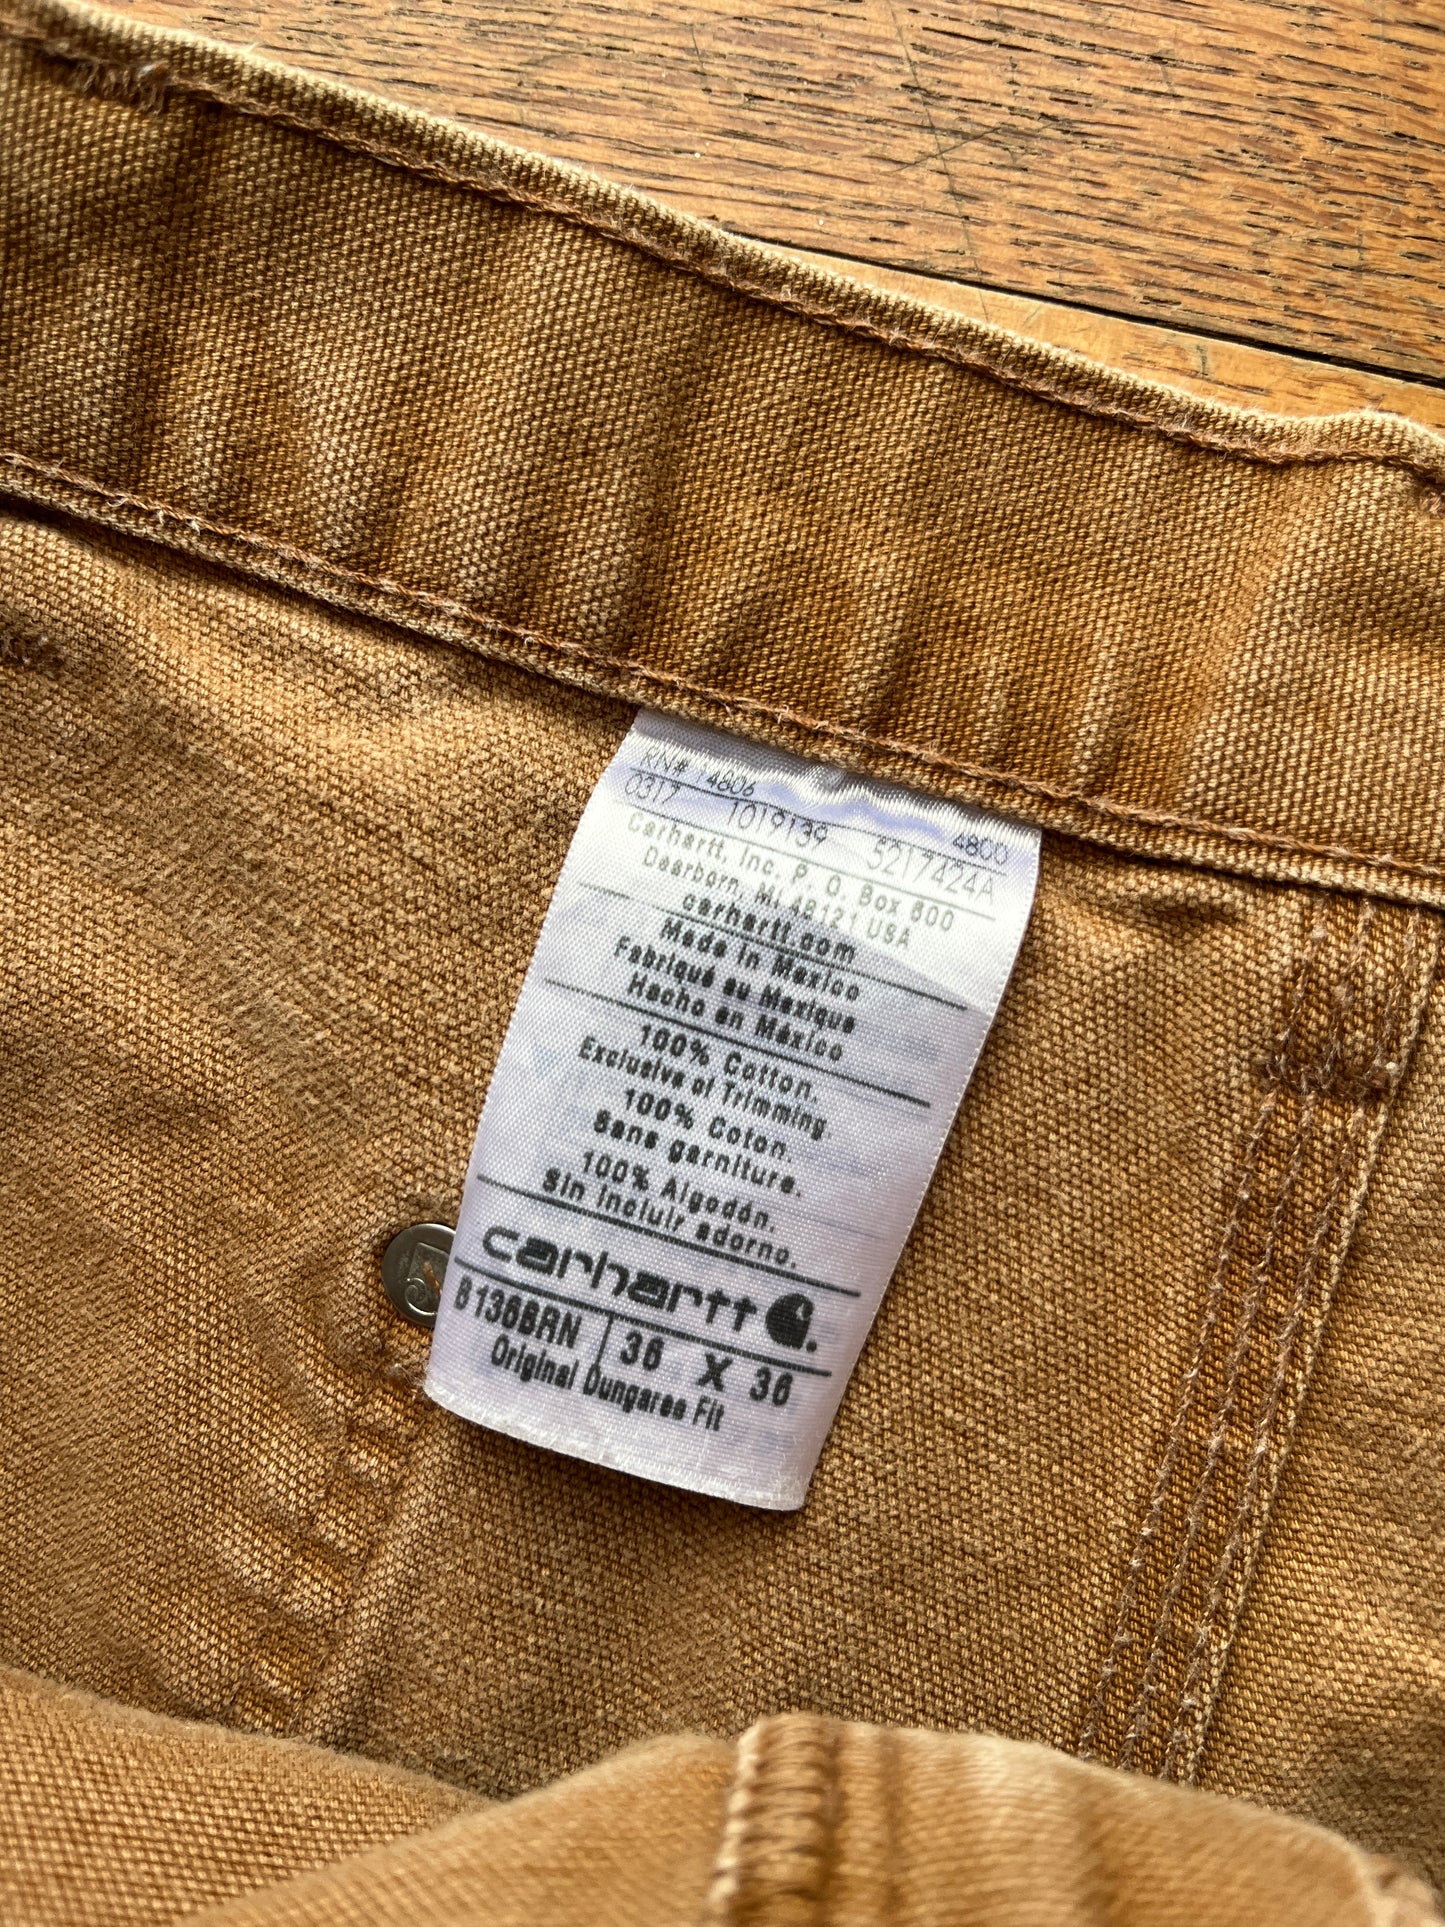 RN# 4806 4800
0317 1019139 5217424A
Carhartt, Inc. P. O. Box 600
Dearborn, MI 48121 USA
carhartt.com
Made in Mexico
Fabriqué au Mexique
Hecho en México
100% Cotton.
Exclusive of Trimming.
100% Coton.
Sans garniture.
100% Algodón.
Sin incluir adorno.
carhartt
B136BRN 36 X 36
Original Dungaree Fit